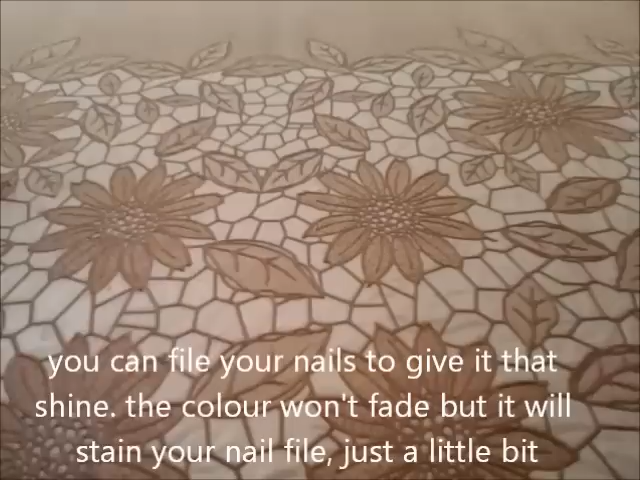 you can file your nails to give it that
shine. the colour won't fade but it will
stain your nail file, just a little bit